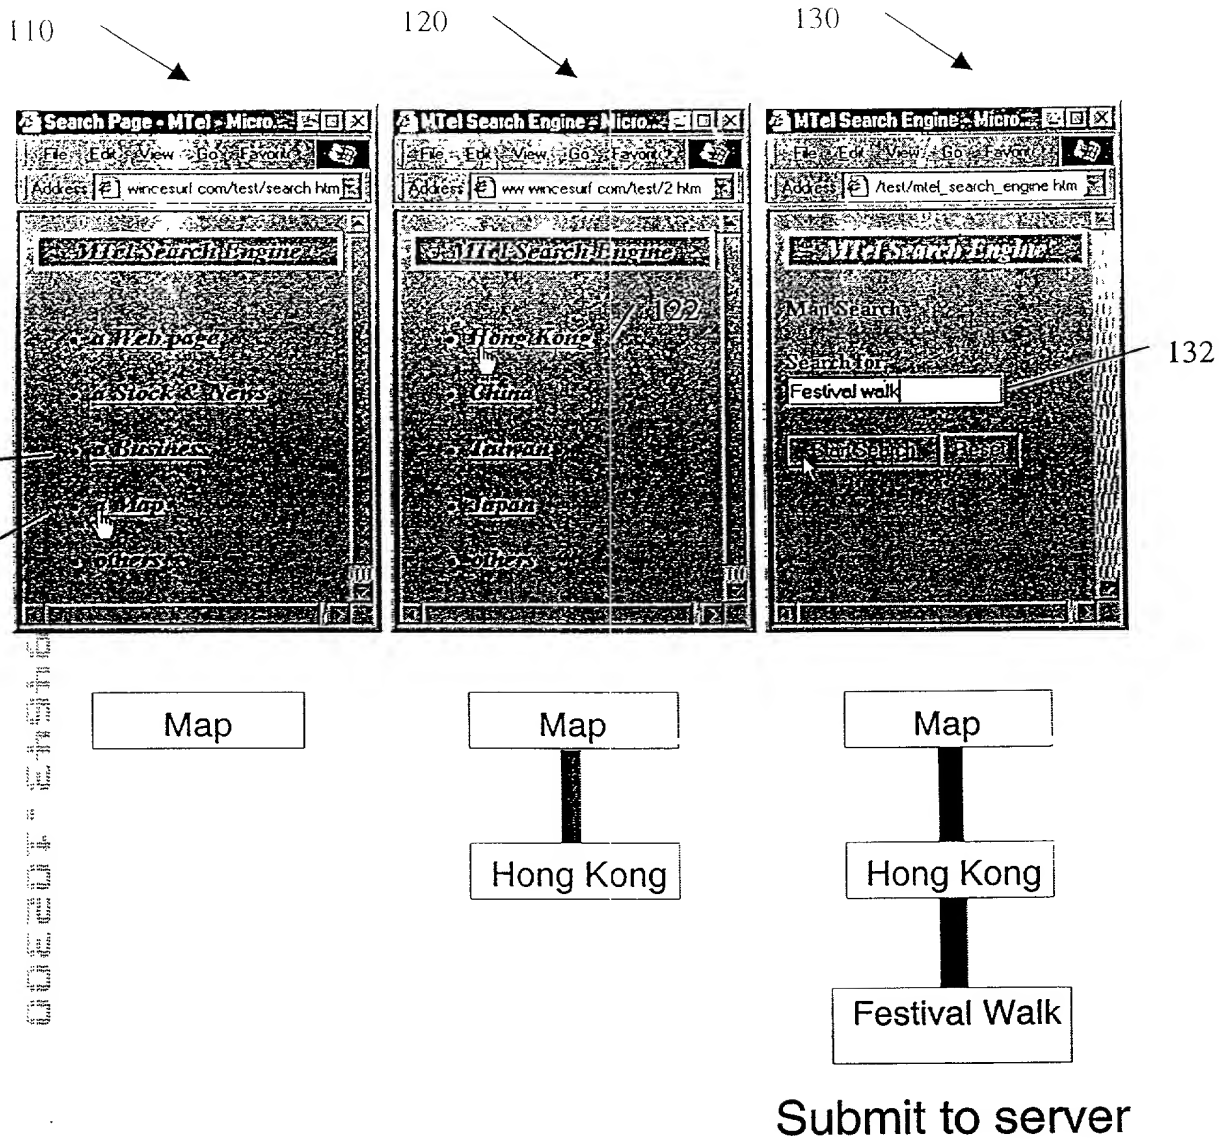 110
120
130
Search Page - MTel - Micro...
File Edit View Go Favorit
Address wincesurf com/test/search htm
MTel Search Engine
a Web page
a Stock & News
a Business
Map
others
MTel Search Engine - Micro...
File Edit View Go Favorit
Address ww wincesurf com/test/2 htm
MTel Search Engine
122
Hong Kong
China
Taiwan
Japan
others
MTel Search Engine - Micro...
File Edit View Go Favorit
Address /test/mtel_search_engine htm
MTel Search Engine
Map Search
Search for
Festival walk
Start Search Reset
132
Map
Map
Hong Kong
Map
Hong Kong
Festival Walk
Submit to server